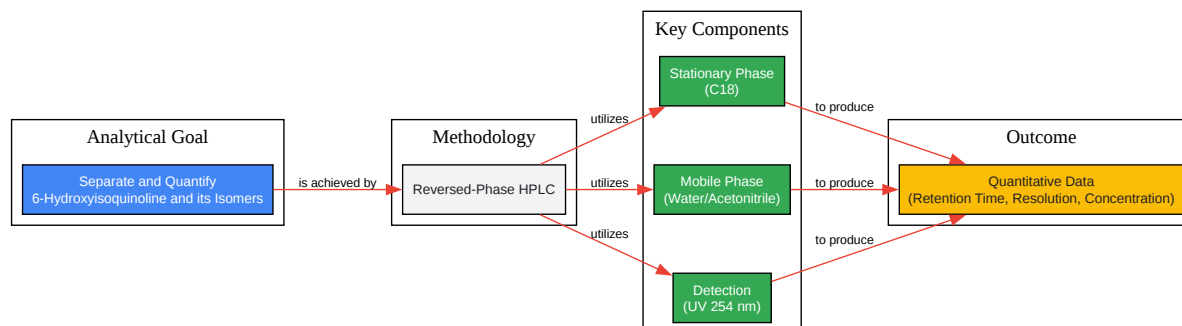 Analytical Goal
Separate and Quantify
6-Hydroxyisoquinoline and its Isomers
is achieved by
Methodology
Reversed-Phase HPLC
utilizes
utilizes
utilizes
Key Components
Stationary Phase
(C18)
Mobile Phase
(Water/Acetonitrile)
Detection
(UV 254 nm)
to produce
to produce
to produce
Outcome
Quantitative Data
(Retention Time, Resolution, Concentration)